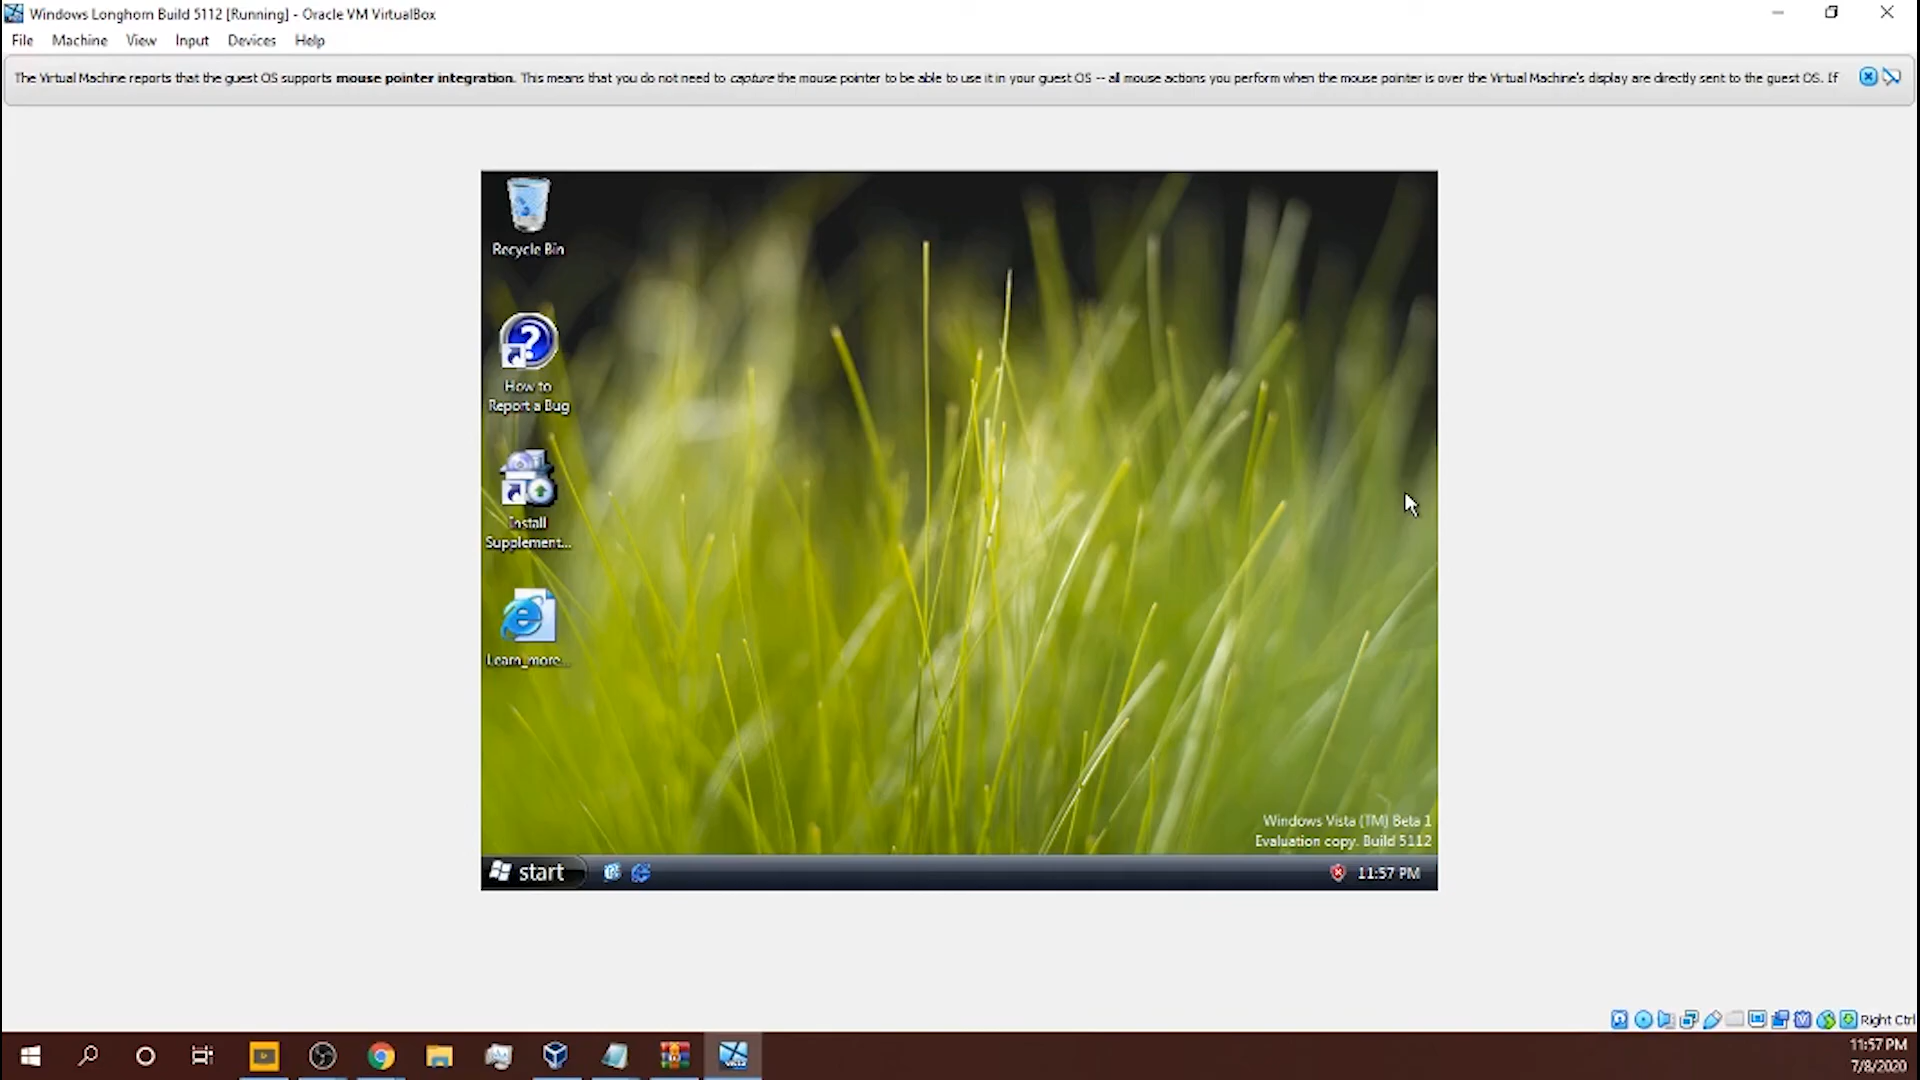 Windows Longhorn Build 5112 [Running] - Oracle VM VirtualBox
File Machine View Input Devices Help
The Virtual Machine reports that the guest OS supports mouse pointer integration. This means that you do not need to capture the mouse pointer to be able to use it in your guest OS -- all mouse actions you perform when the mouse pointer is over the Virtual Machine's display are directly sent to the guest OS. If
Recycle Bin
How to
Report a Bug
Install
Supplement...
Learn_more...
Windows Vista (TM) Beta 1
Evaluation copy. Build 5112
start
11:57 PM
Right Ctrl
11:57 PM
7/8/2020